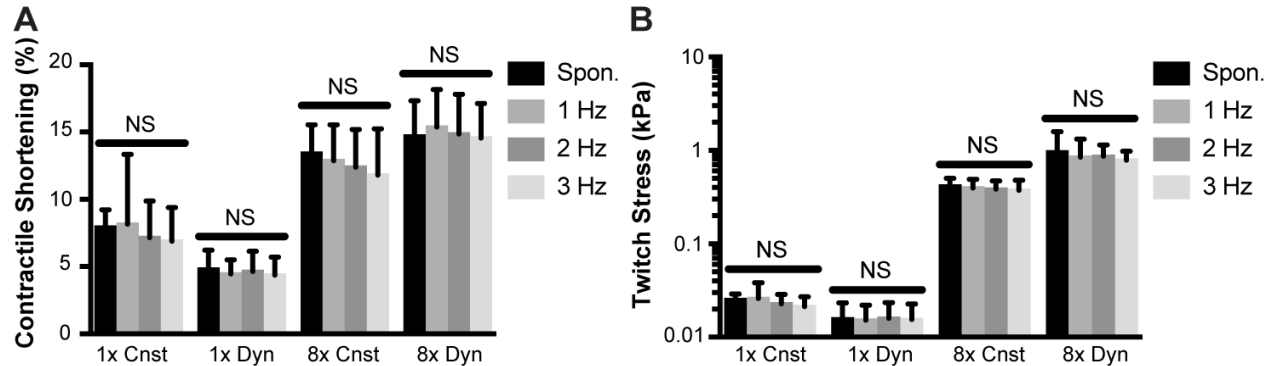 A
Contractile Shortening (%)
20
15
10
5
0
NS
NS
NS
NS
1x Cnst
1x Dyn
8x Cnst
8x Dyn
Spon.
1 Hz
2 Hz
3 Hz
B
Twitch Stress (kPa)
10
1
0.1
0.01
NS
NS
NS
NS
1x Cnst
1x Dyn
8x Cnst
8x Dyn
Spon.
1 Hz
2 Hz
3 Hz